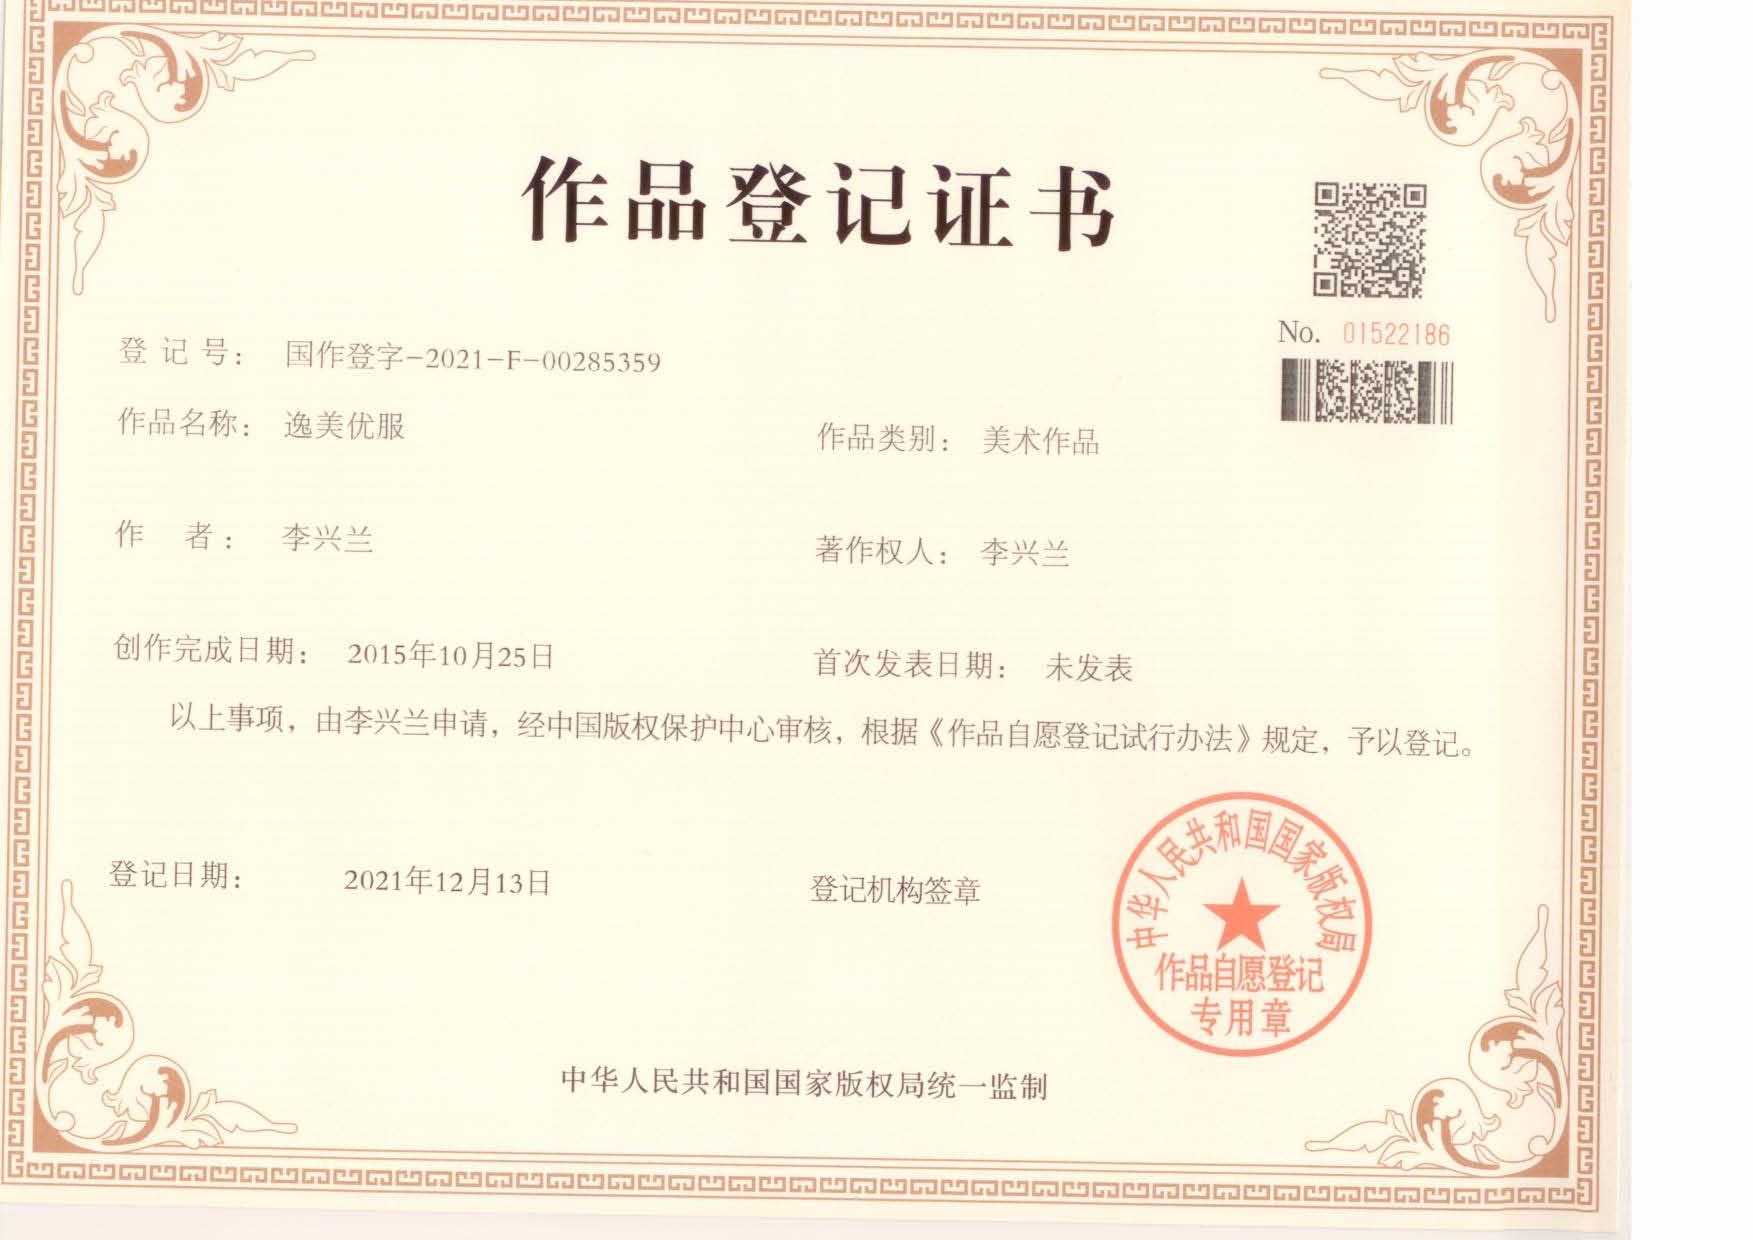 作品登记证书
No. 01522186
登 记 号： 国作登字-2021-F-00285359
作品名称： 逸美优服
作品类别： 美术作品
作 者： 李兴兰
著作权人： 李兴兰
创作完成日期： 2015年10月25日
首次发表日期： 未发表
以上事项，由李兴兰申请，经中国版权保护中心审核，根据《作品自愿登记试行办法》规定，予以登记。
登记日期： 2021年12月13日
登记机构签章
中华人民共和国国家版权局
作品自愿登记
专用章
中华人民共和国国家版权局统一监制